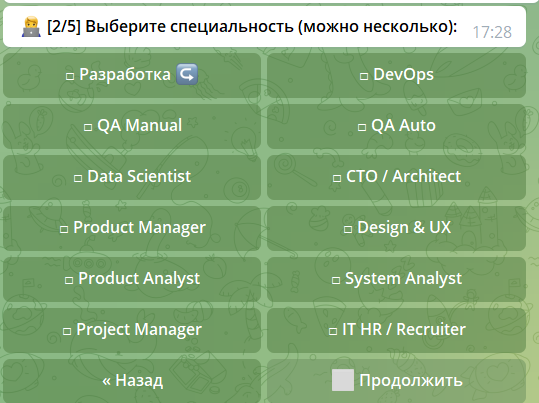 [2/5] Выберите специальность (можно несколько):
17:28
Разработка
DevOps
QA Manual
QA Auto
Data Scientist
CTO / Architect
Product Manager
Design & UX
Product Analyst
System Analyst
Project Manager
IT HR / Recruiter
« Назад
Продолжить